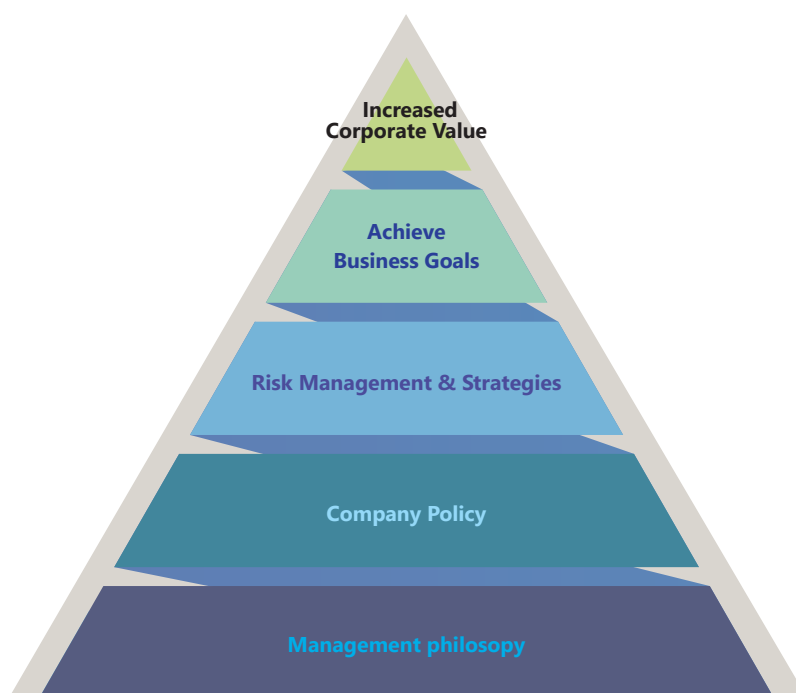 Increased
Corporate Value
Achieve
Business Goals
Risk Management & Strategies
Company Policy
Management philosopy